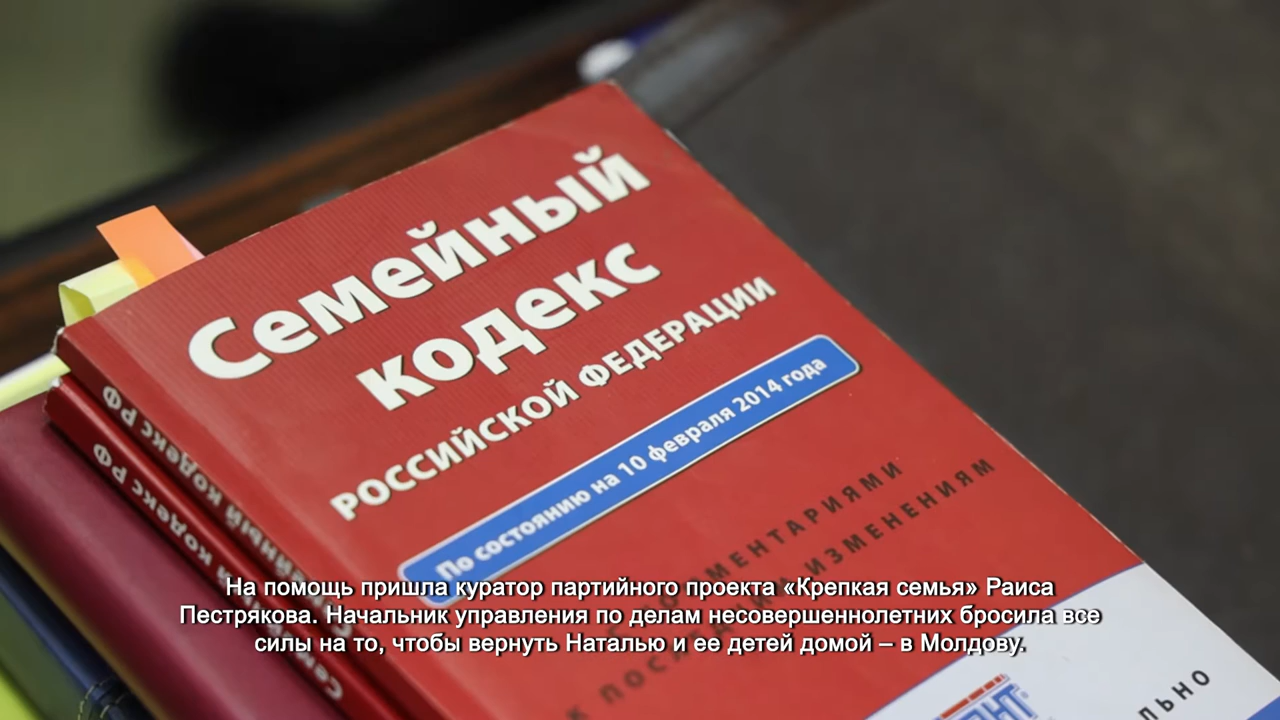 Семейный
кодекс
РОССИЙСКОЙ ФЕДЕРАЦИИ
По состоянию на 10 февраля 2014 года
ПОСЛЕДНИМ ИЗМЕНЕНИЯМ
кодекс РФ
кодекс РФ
На помощь пришла куратор партийного проекта «Крепкая семья» Раиса
Пестрякова. Начальник управления по делам несовершеннолетних бросила все
силы на то, чтобы вернуть Наталью и ее детей домой – в Молдову.